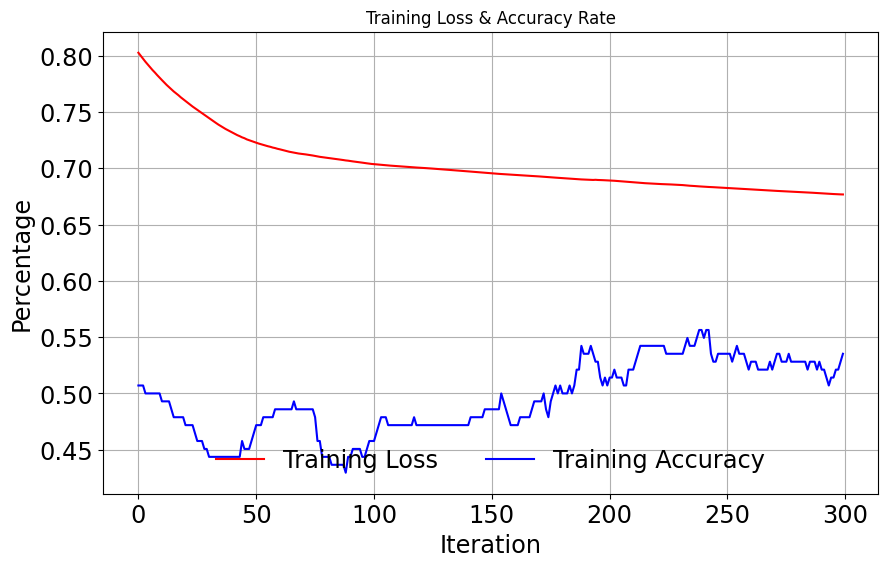 Training Loss & Accuracy Rate
0.80
0.75
0.70
0.65
0.60
0.55
0.50
0.45
Percentage
Training Loss Training Accuracy
0 50 100 150 200 250 300
Iteration